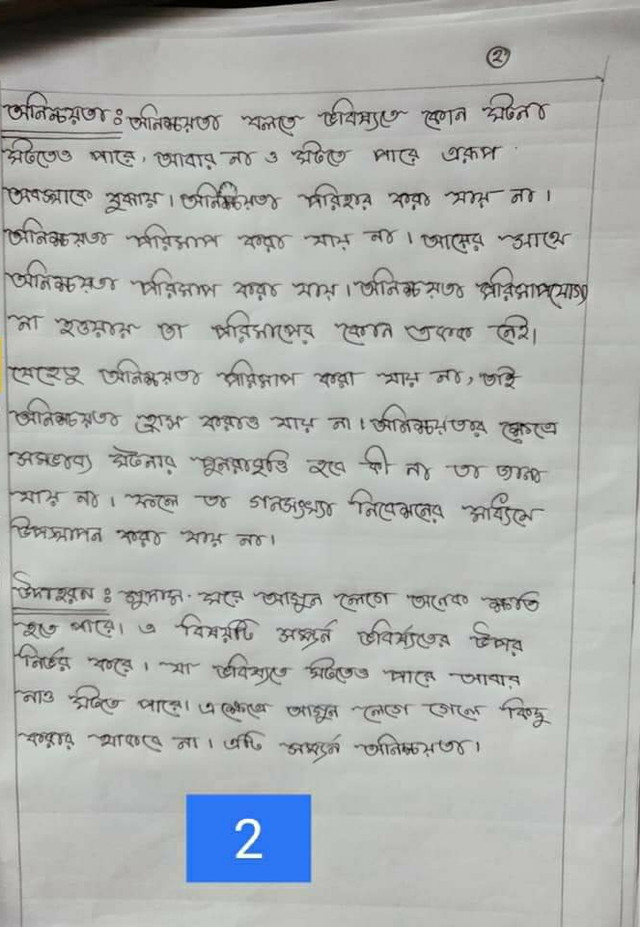 ২
অনিশ্চয়তা : অনিশ্চয়তা বলতে ভবিষ্যতে কোন ঘটনা
ঘটিতেও পারে, আবার না ও ঘটিতে পারে এরূপ
অবস্থাকে বুঝায়। অনিশ্চিয়তা পরিহার করা যায় না।
অনিশ্চয়তা পরিমাপ করা যায় না। আয়ের সাথে
অনিশ্চয়তা পরিমাপ করা যায়। অনিশ্চয়তা পরিমাপযোগ্য
না হওয়ায় তা পরিমাপের কোন একক নেই।
যেহেতু অনিশ্চয়তা পরিমাপ করা যায় না, তাই
অনিশ্চয়তা হ্রাস করাও যায় না। অনিশ্চয়তার ক্ষেত্রে
সম্ভাব্য ঘটনার পুনরাবৃত্তি হবে কী না তা জানা
যায় না। ফলে তা গনসংখ্যা নিবেশনের মাধ্যমে
উপস্থাপন করা যায় না।
উদাহরন : গুদাম ঘরে আগুন লেগে অনেক ক্ষতি
হতে পারে। এ বিষয়টি সম্পূর্ন ভবিষ্যতের উপর
নির্ভর করে। যা ভবিষ্যতে ঘটিতেও পারে আবার
নাও ঘটিতে পারে। এক্ষেত্রে আগুন লেগে গেলে কিছু
করার থাকবে না। এটি সম্পূর্ন অনিশ্চয়তা।
2